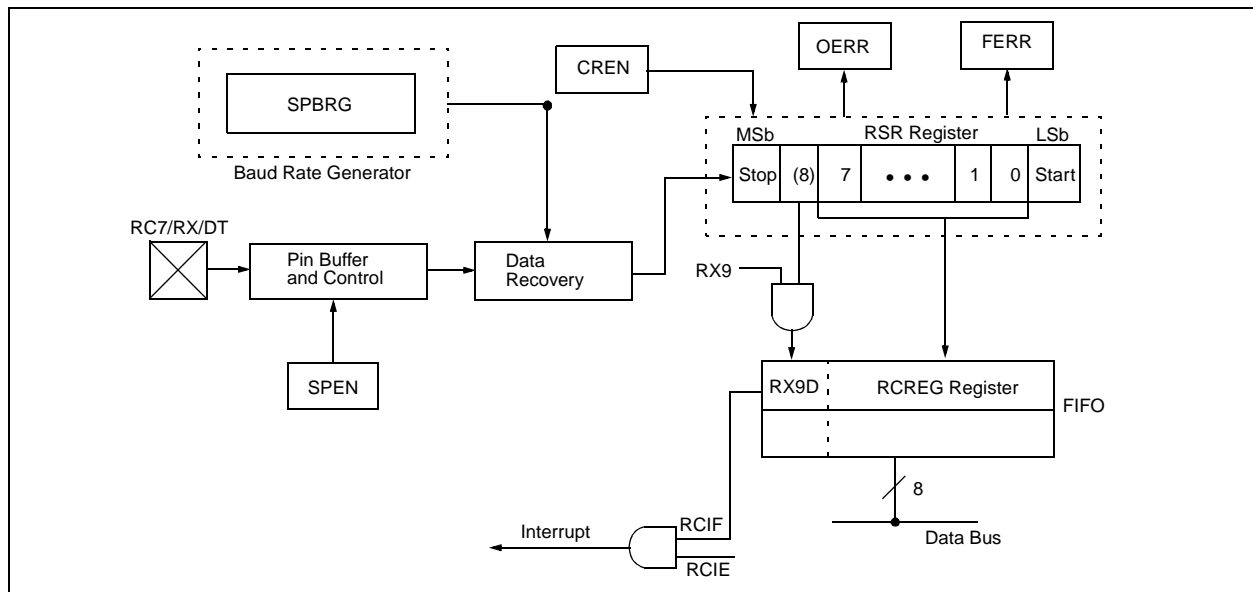 OERR
FERR
CREN
SPBRG
MSb
RSR Register
LSb
Stop
(8)
7
• • •
1
0
Start
Baud Rate Generator
RC7/RX/DT
Pin Buffer
and Control
Data
Recovery
RX9
SPEN
RX9D
RCREG Register
FIFO
8
Interrupt
RCIF
RCIE
Data Bus